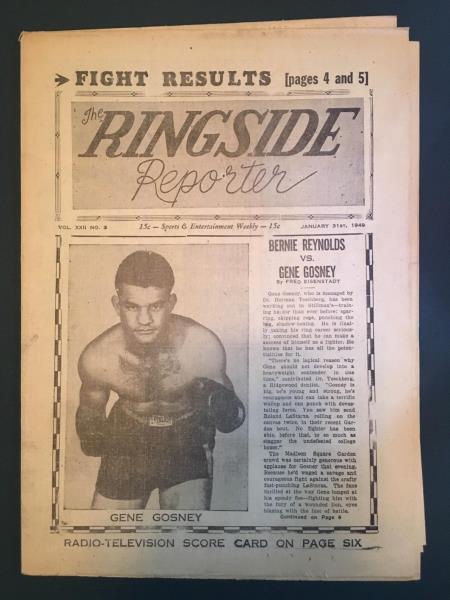 FIGHT RESULTS [pages 4 and 5]
The
RINGSIDE
Reporter
VOL. XXII NO. 3 15c — Sports & Entertainment Weekly — 15c JANUARY 31st, 1949
BERNIE REYNOLDS
VS.
GENE GOSNEY
By FRED EISENSTADT
Gene Gosney, who is managed by
Dr. Herman Teschberg, has been
working out in Stillman's—train-
ing harder than ever before: spar-
ring, skipping rope, punching the
bag, shadow-boxing. He is final-
ly taking his ring career serious-
ly; convinced that he can make a
success of himself as a fighter. He
knows that he has all the poten-
tialities for it.
"There's no logical reason why
Gene should not develop into a
heavyweight contender in due
time," contributed Dr. Teschberg,
a Ridgewood dentist. "Gosney is
big, he's young and strong, he's
courageous and can take a terrific
wallop and can punch with devas-
tating force. You saw him send
Roland LaStarza reeling on the
canvas twice, in their recent Gar-
den bout. No fighter has been
able, before that, to so much as
stagger the undefeated college
boxer."
The Madison Square Garden
crowd was certainly generous with
applause for Gosney that evening.
Because he'd waged a savage and
courageous fight against the crafty
fast-punching LaStarza. The fans
thrilled at the way Gene lunged at
his speedy foe—fighting him with
the fury of a wounded lion, eyes
blazing with the lust of battle.
Continued on Page
GENE GOSNEY
RADIO-TELEVISION SCORE CARD ON PAGE SIX